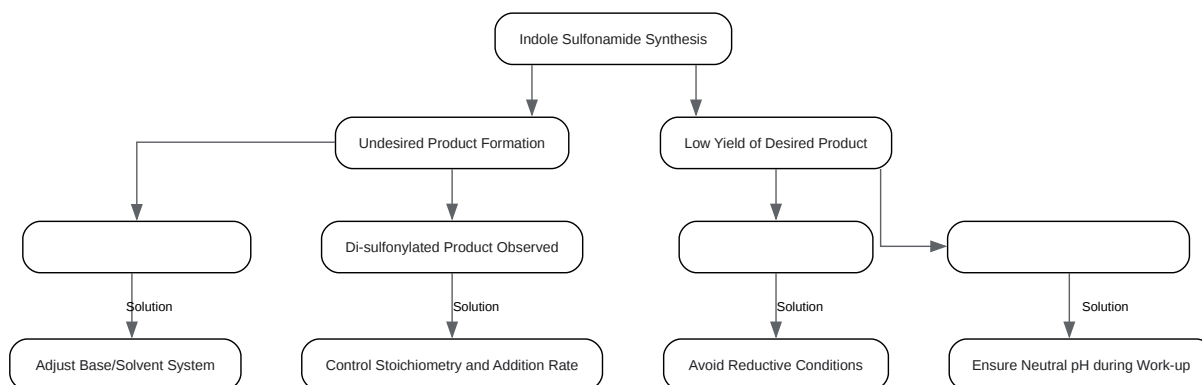 Indole Sulfonamide Synthesis
Undesired Product Formation
Low Yield of Desired Product
Di-sulfonylated Product Observed
Solution
Solution
Solution
Solution
Adjust Base/Solvent System
Control Stoichiometry and Addition Rate
Avoid Reductive Conditions
Ensure Neutral pH during Work-up